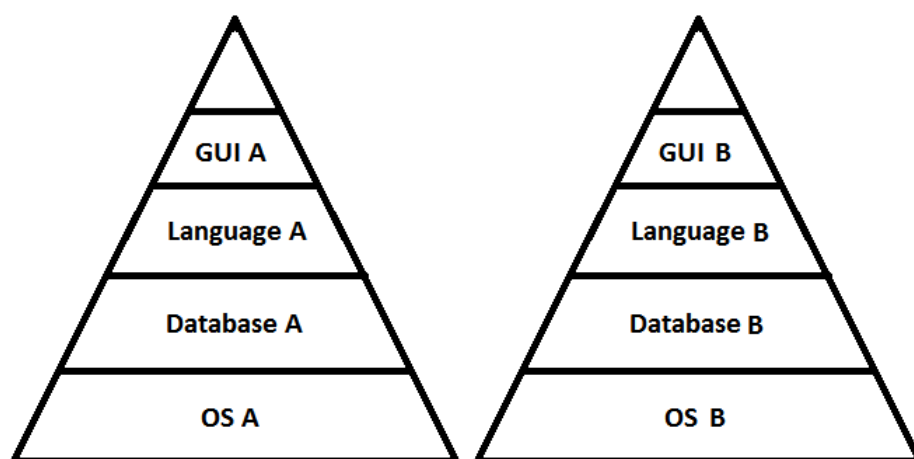 GUI A
Language A
Database A
OS A
GUI B
Language B
Database B
OS B